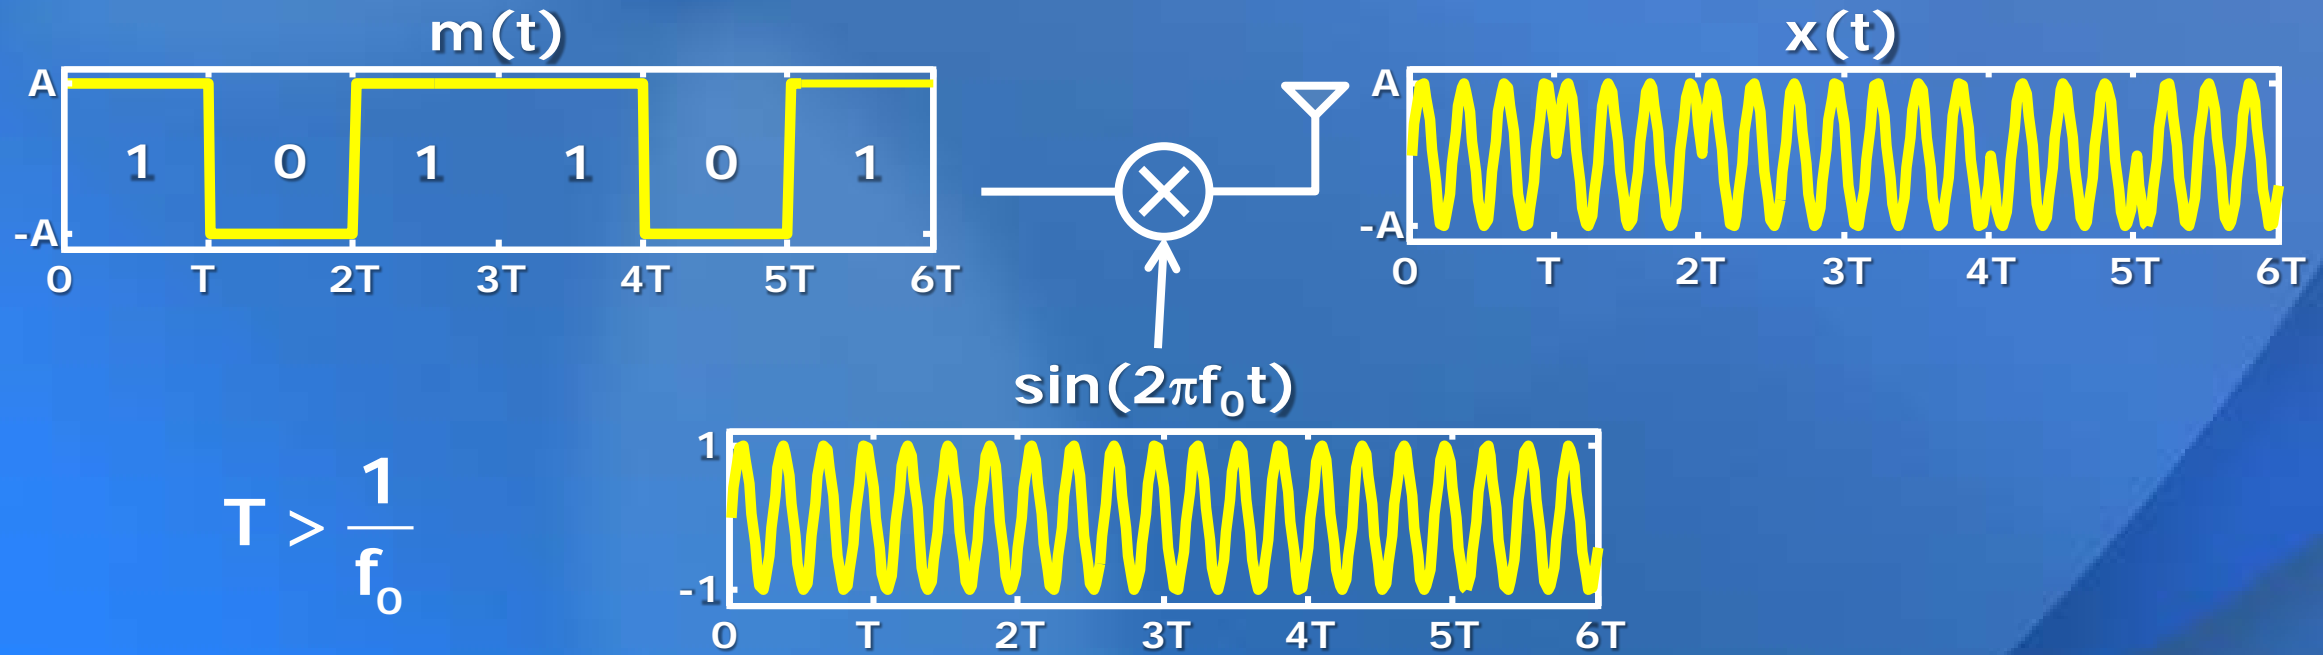 m(t)
A
1 0 1 1 0 1
-A
0 T 2T 3T 4T 5T 6T
x(t)
A
-A
0 T 2T 3T 4T 5T 6T
sin(2πf₀t)
1
-1
0 T 2T 3T 4T 5T 6T
T > 1
f₀